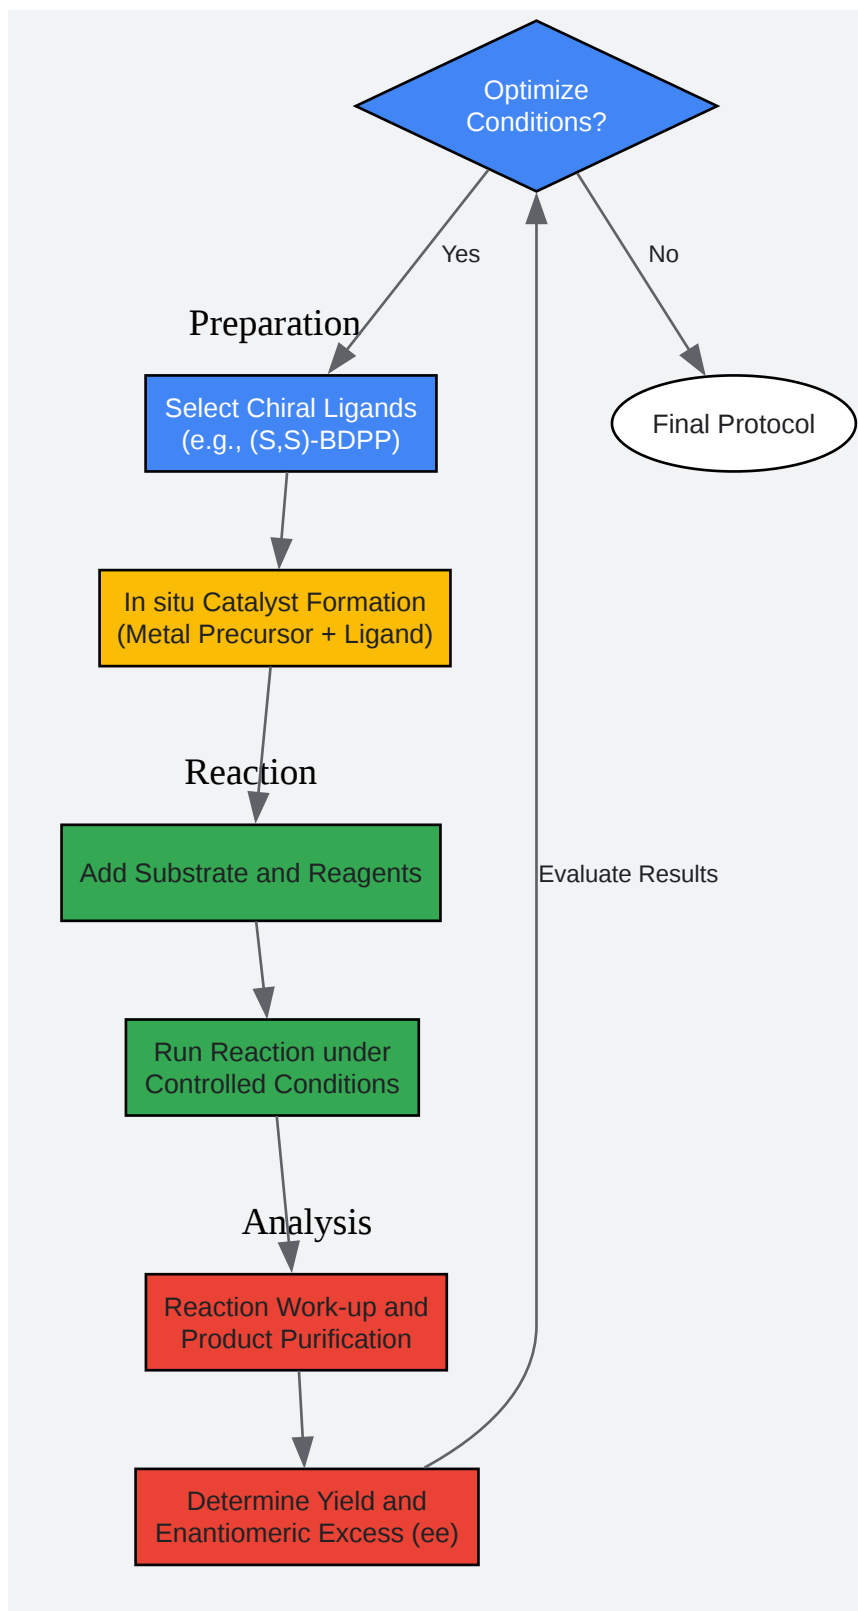 Optimize
Conditions?
Yes
No
Preparation
Select Chiral Ligands
(e.g., (S,S)-BDPP)
Final Protocol
In situ Catalyst Formation
(Metal Precursor + Ligand)
Reaction
Add Substrate and Reagents
Evaluate Results
Run Reaction under
Controlled Conditions
Analysis
Reaction Work-up and
Product Purification
Determine Yield and
Enantiomeric Excess (ee)